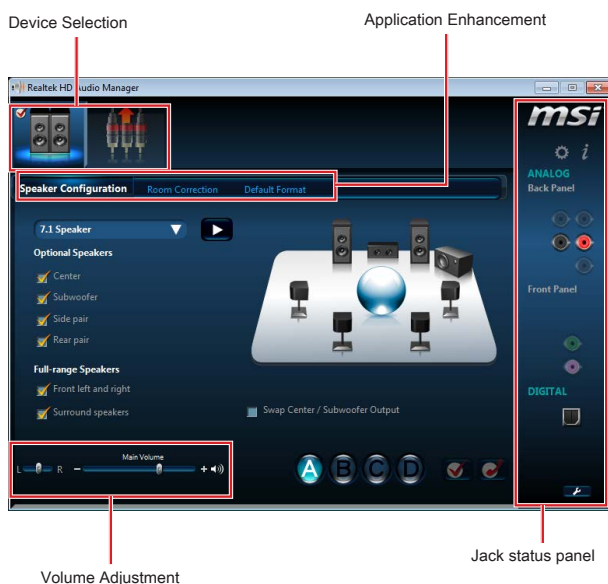 Device Selection
Application Enhancement
Realtek HD Audio Manager
msi
i
ANALOG
Back Panel
Speaker Configuration
Room Correction
Default Format
7.1 Speaker
Optional Speakers
Center
Subwoofer
Side pair
Rear pair
Front Panel
Full-range Speakers
Front left and right
Surround speakers
Swap Center / Subwoofer Output
DIGITAL
Main Volume
L
R
- +
A B C D
Jack status panel
Volume Adjustment